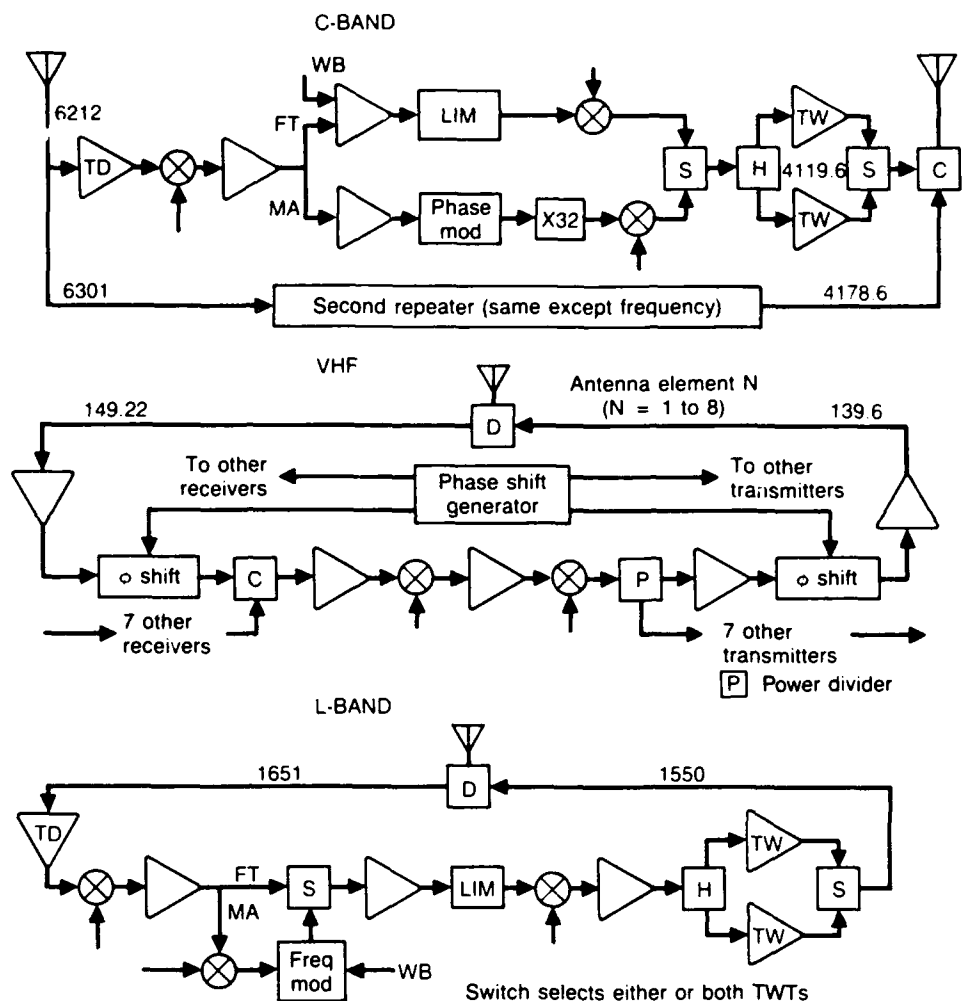 C-BAND
WB
6212
FT
LIM
TW
TD
S
H
4119.6
S
C
MA
Phase
mod
X32
TW
6301
Second repeater (same except frequency)
4178.6
VHF
Antenna element N
(N = 1 to 8)
149.22
D
139.6
To other
receivers
Phase shift
generator
To other
transmitters
φ shift
C
P
φ shift
7 other
receivers
7 other
transmitters
P Power divider
L-BAND
1651
D
1550
TD
TW
FT
S
LIM
H
S
MA
Freq
mod
WB
TW
Switch selects either or both TWTs